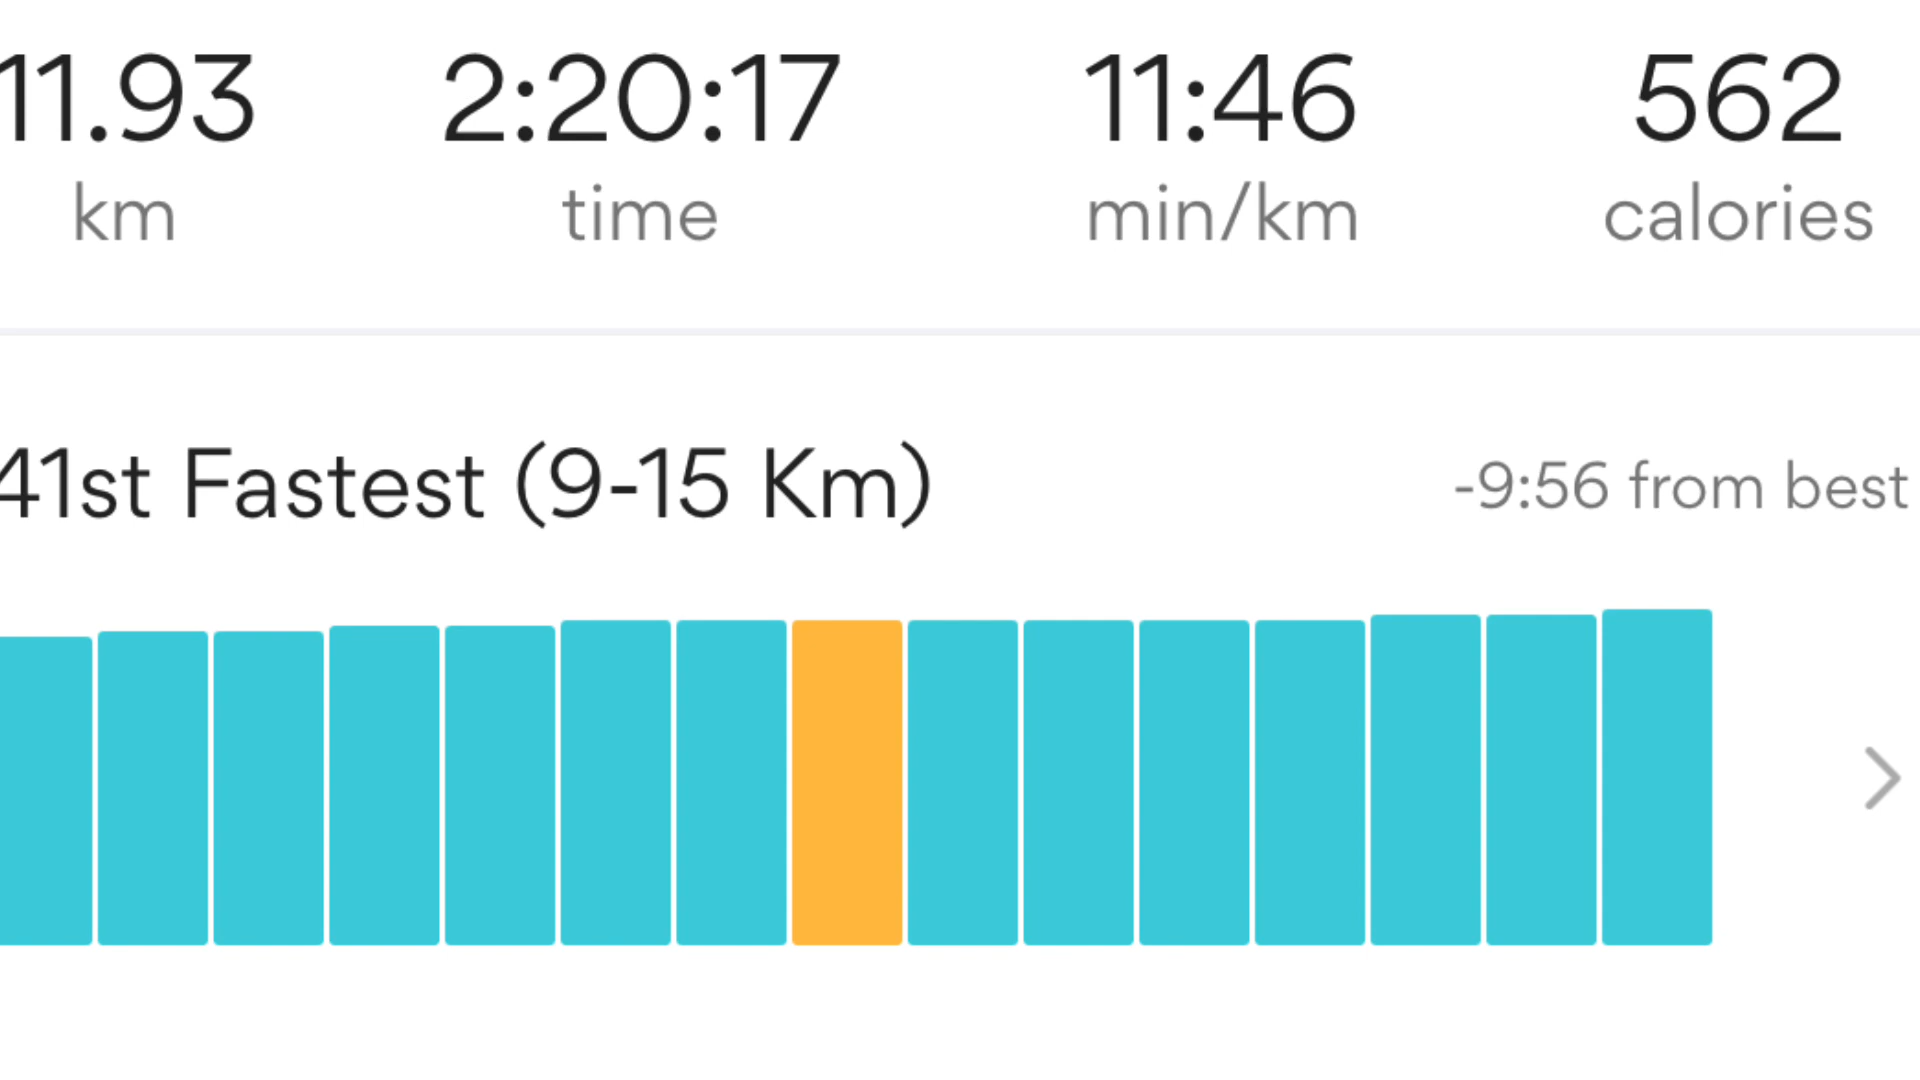 11.93 2:20:17 11:46 562
km time min/km calories
41st Fastest (9-15 Km) -9:56 from best